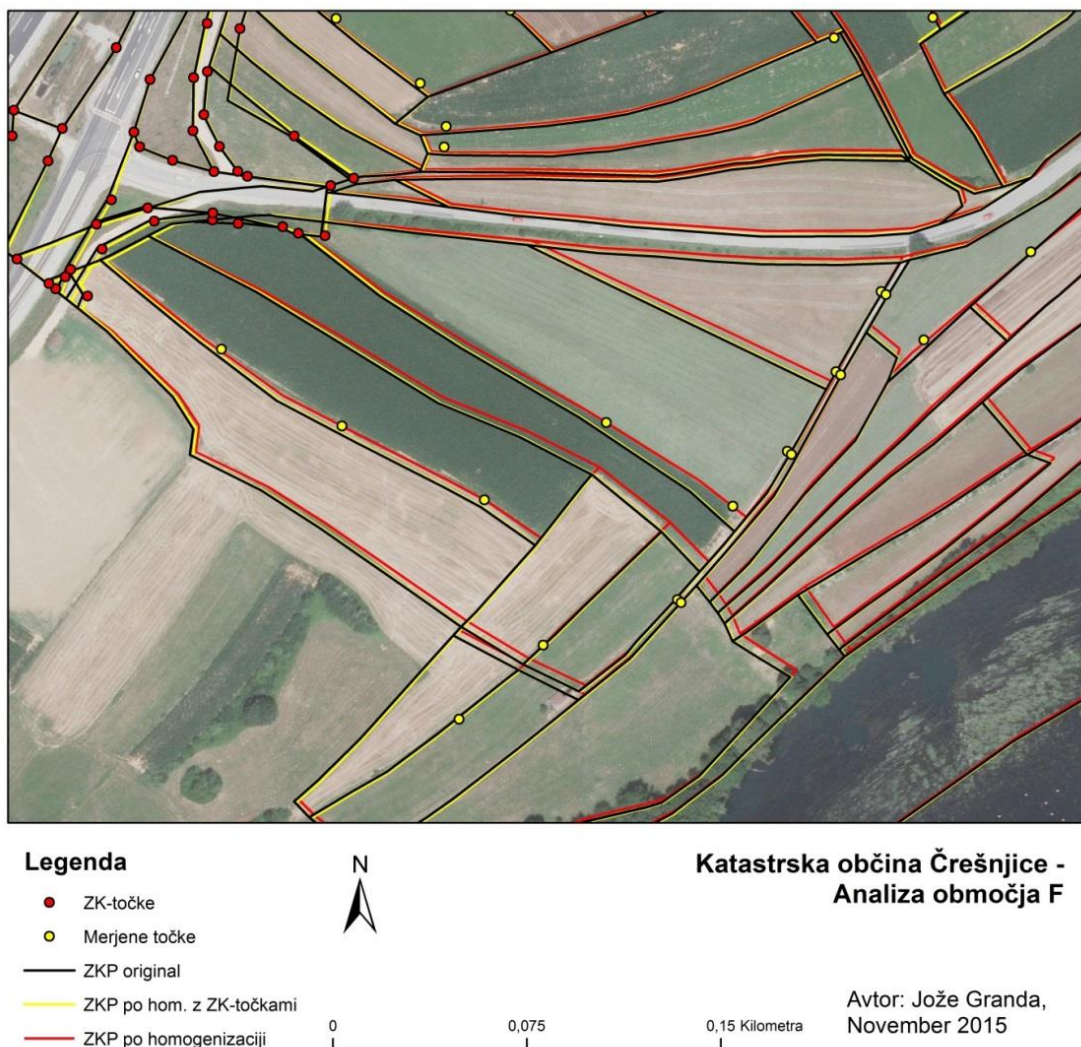 Legenda
ZK-točke
Merjene točke
ZKP original
ZKP po hom. z ZK-točkami
ZKP po homogenizaciji
N
0
0,075
0,15 Kilometra
Katastrska občina Črešnjice -
Analiza območja F
Avtor: Jože Granda,
November 2015